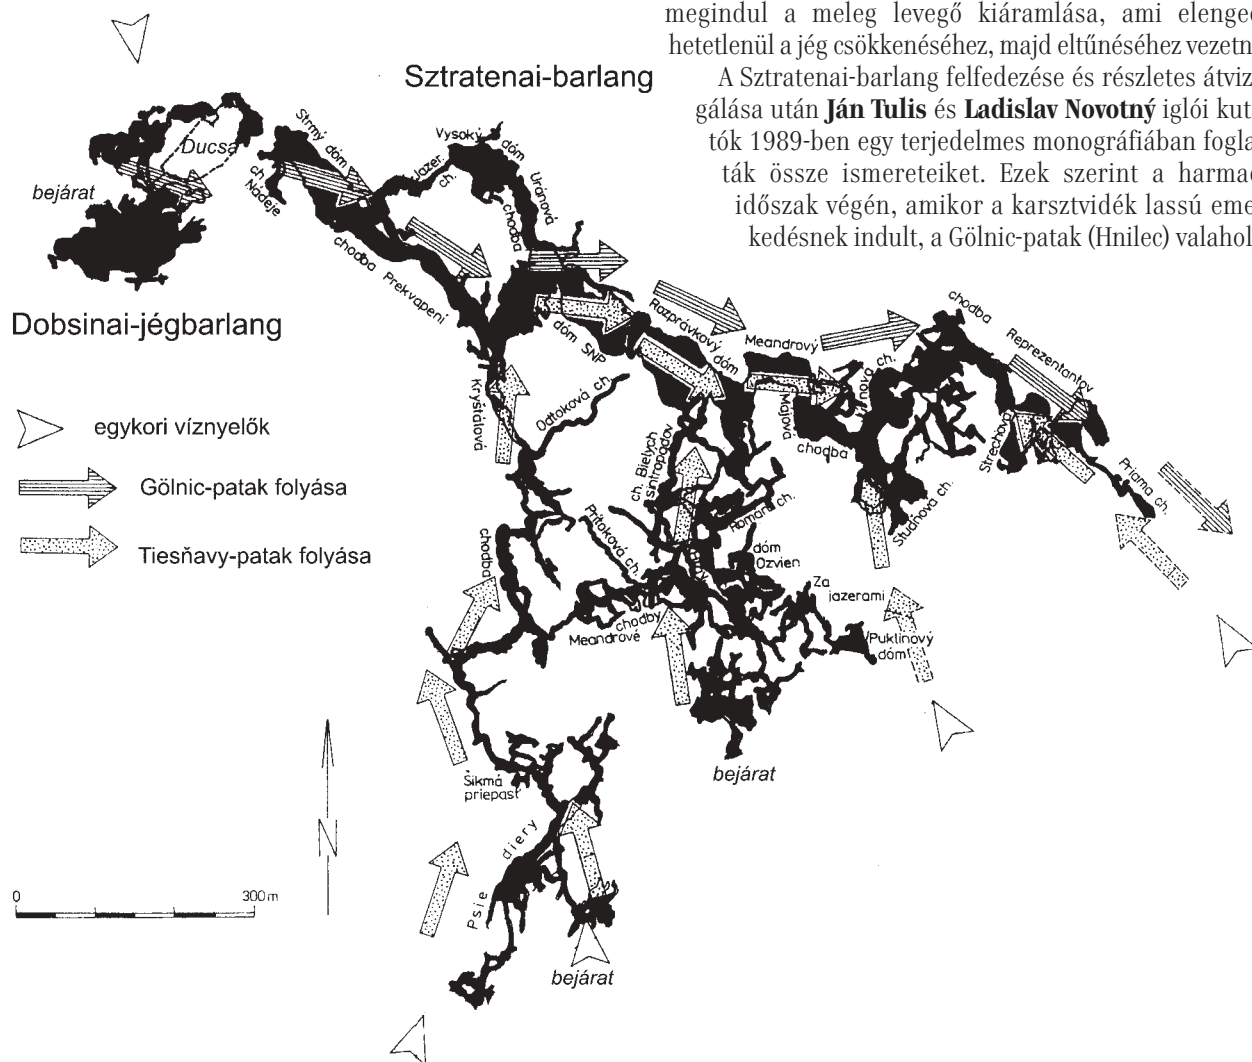 megindul a meleg levegő kiáramlása, ami elenged
hetetlenül a jég csökkenéséhez, majd eltűnéséhez vezetn
A Sztratenai-barlang felfedezése és részletes átviz
gálása után Ján Tulis és Ladislav Novotný iglói kut
tók 1989-ben egy terjedelmes monográfiában fogla
ták össze ismereteiket. Ezek szerint a harmad
időszak végén, amikor a karsztvidék lassú eme
kedésnek indult, a Gölnic-patak (Hnilec) valahol
Sztratenai-barlang
Ducsa
bejárat
Dobsinai-jégbarlang
Strmý dóm
ch. Nádeje
chodba Prekvapení
Jazer. ch.
Vysoký dóm
Uránová chodba
dóm SNP
Rozprávkový dóm
Meandrový
Májová
chodba
chodba Reprezentantov
Strechová
Priama ch.
Studňová ch.
Kryštálová
Odtoková ch.
ch. Bielych sintropádov
Prítoková ch.
Romani ch.
dóm
Ozvien
Za
jazerami
Puklinový
dóm
chodba
Meandrové chodby
Šikmá
priepasť
Psie diery
bejárat
bejárat
egykori víznyelők
Gölnic-patak folyása
Tiesňavy-patak folyása
N
0 300 m